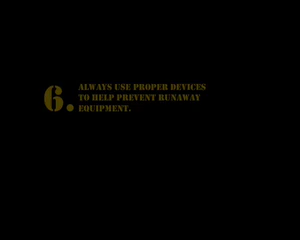 6.
ALWAYS USE PROPER DEVICES
TO HELP PREVENT RUNAWAY
EQUIPMENT.